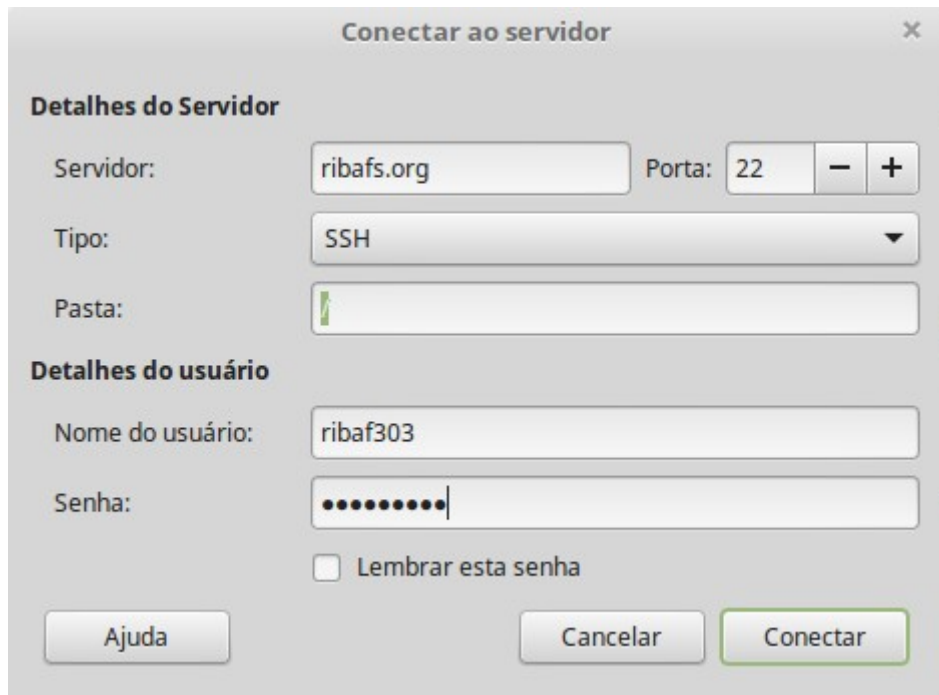 Conectar ao servidor ×
Detalhes do Servidor
Servidor: ribafs.org Porta: 22 − +
Tipo: SSH
Pasta: /
Detalhes do usuário
Nome do usuário: ribaf303
Senha: •••••••••
Lembrar esta senha
Ajuda Cancelar Conectar